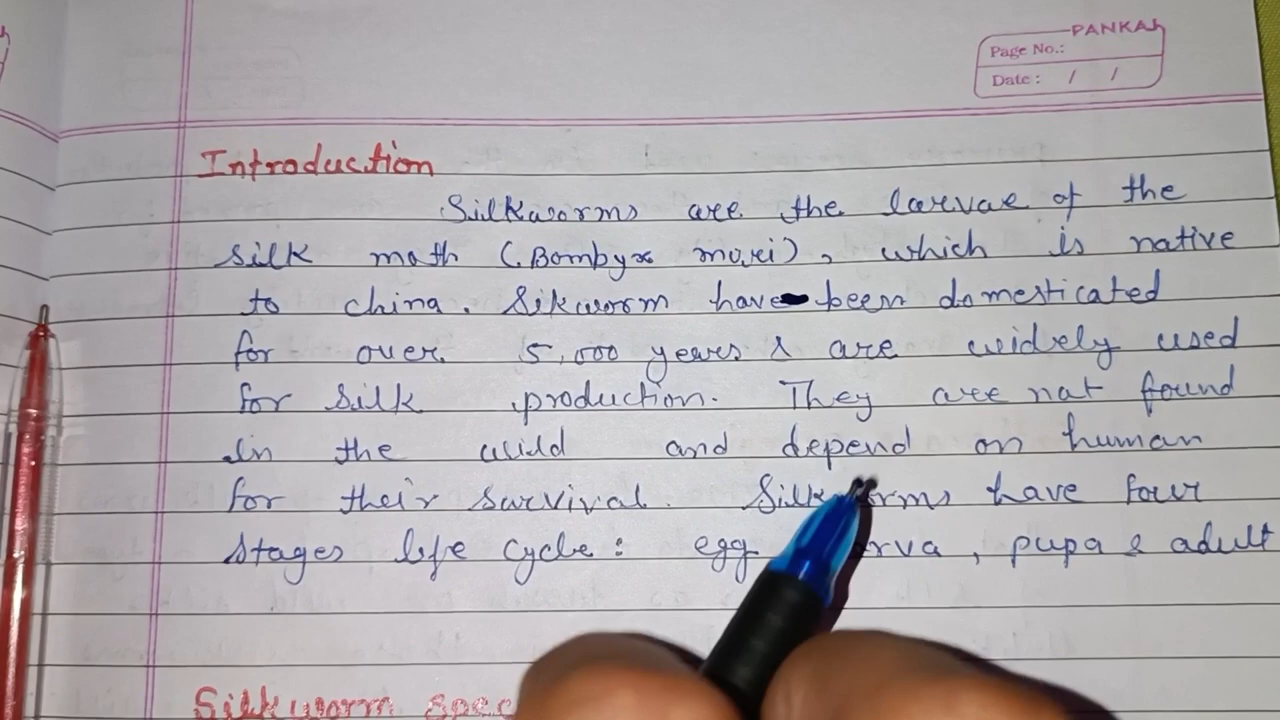 PANKAJ
Page No.:
Date : / /
Introduction
Silkworms are the larvae of the
silk moth (Bombyx mori), which is native
to china. Sikworm have been domesticated
for over 5,000 years & are widely used
for silk production. They are not found
In the wild and depend on human
for their survival. Silkworms have four
stages life cycle: egg , pupa & adult
Silkworm